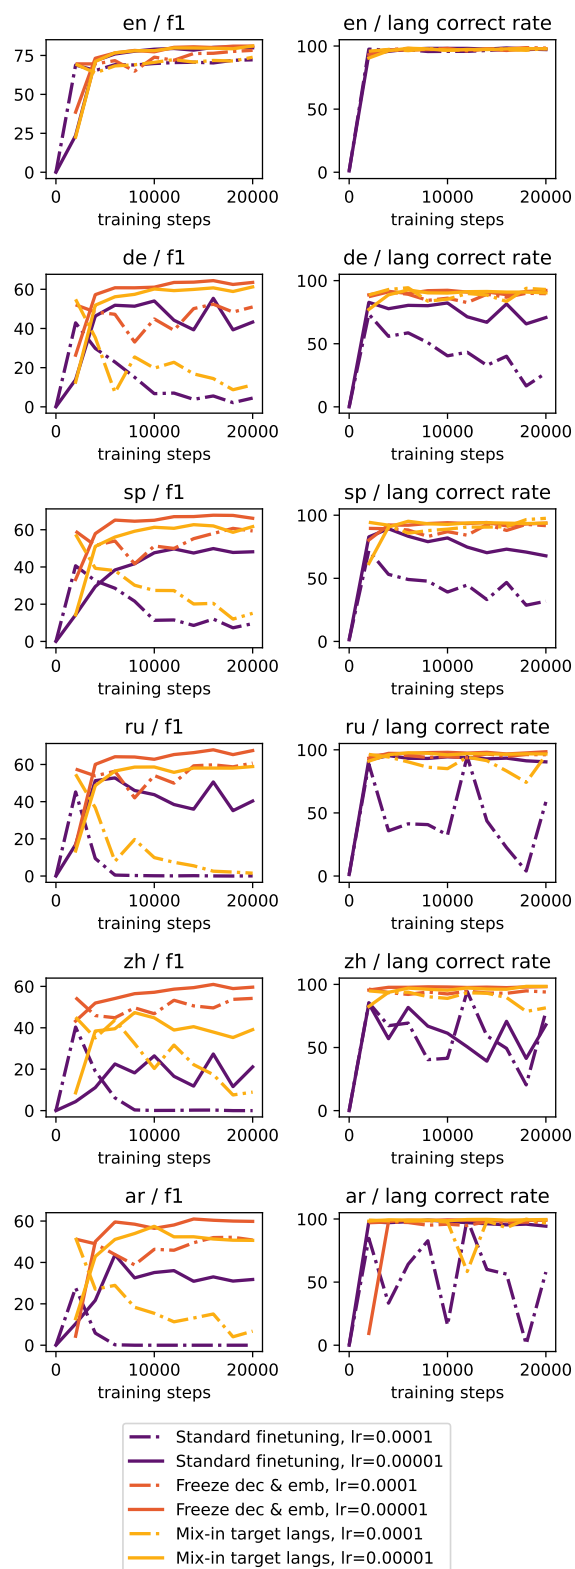 en / f1
en / lang correct rate
75
50
25
0
100
50
0
0
10000
20000
0
10000
20000
training steps
training steps
de / f1
de / lang correct rate
60
40
20
0
100
50
0
0
10000
20000
0
10000
20000
training steps
training steps
sp / f1
sp / lang correct rate
60
40
20
0
100
50
0
0
10000
20000
0
10000
20000
training steps
training steps
ru / f1
ru / lang correct rate
60
40
20
0
100
50
0
0
10000
20000
0
10000
20000
training steps
training steps
zh / f1
zh / lang correct rate
60
40
20
0
100
50
0
0
10000
20000
0
10000
20000
training steps
training steps
ar / f1
ar / lang correct rate
60
40
20
0
100
50
0
0
10000
20000
0
10000
20000
training steps
training steps
Standard finetuning, lr=0.0001
Standard finetuning, lr=0.00001
Freeze dec & emb, lr=0.0001
Freeze dec & emb, lr=0.00001
Mix-in target langs, lr=0.0001
Mix-in target langs, lr=0.00001